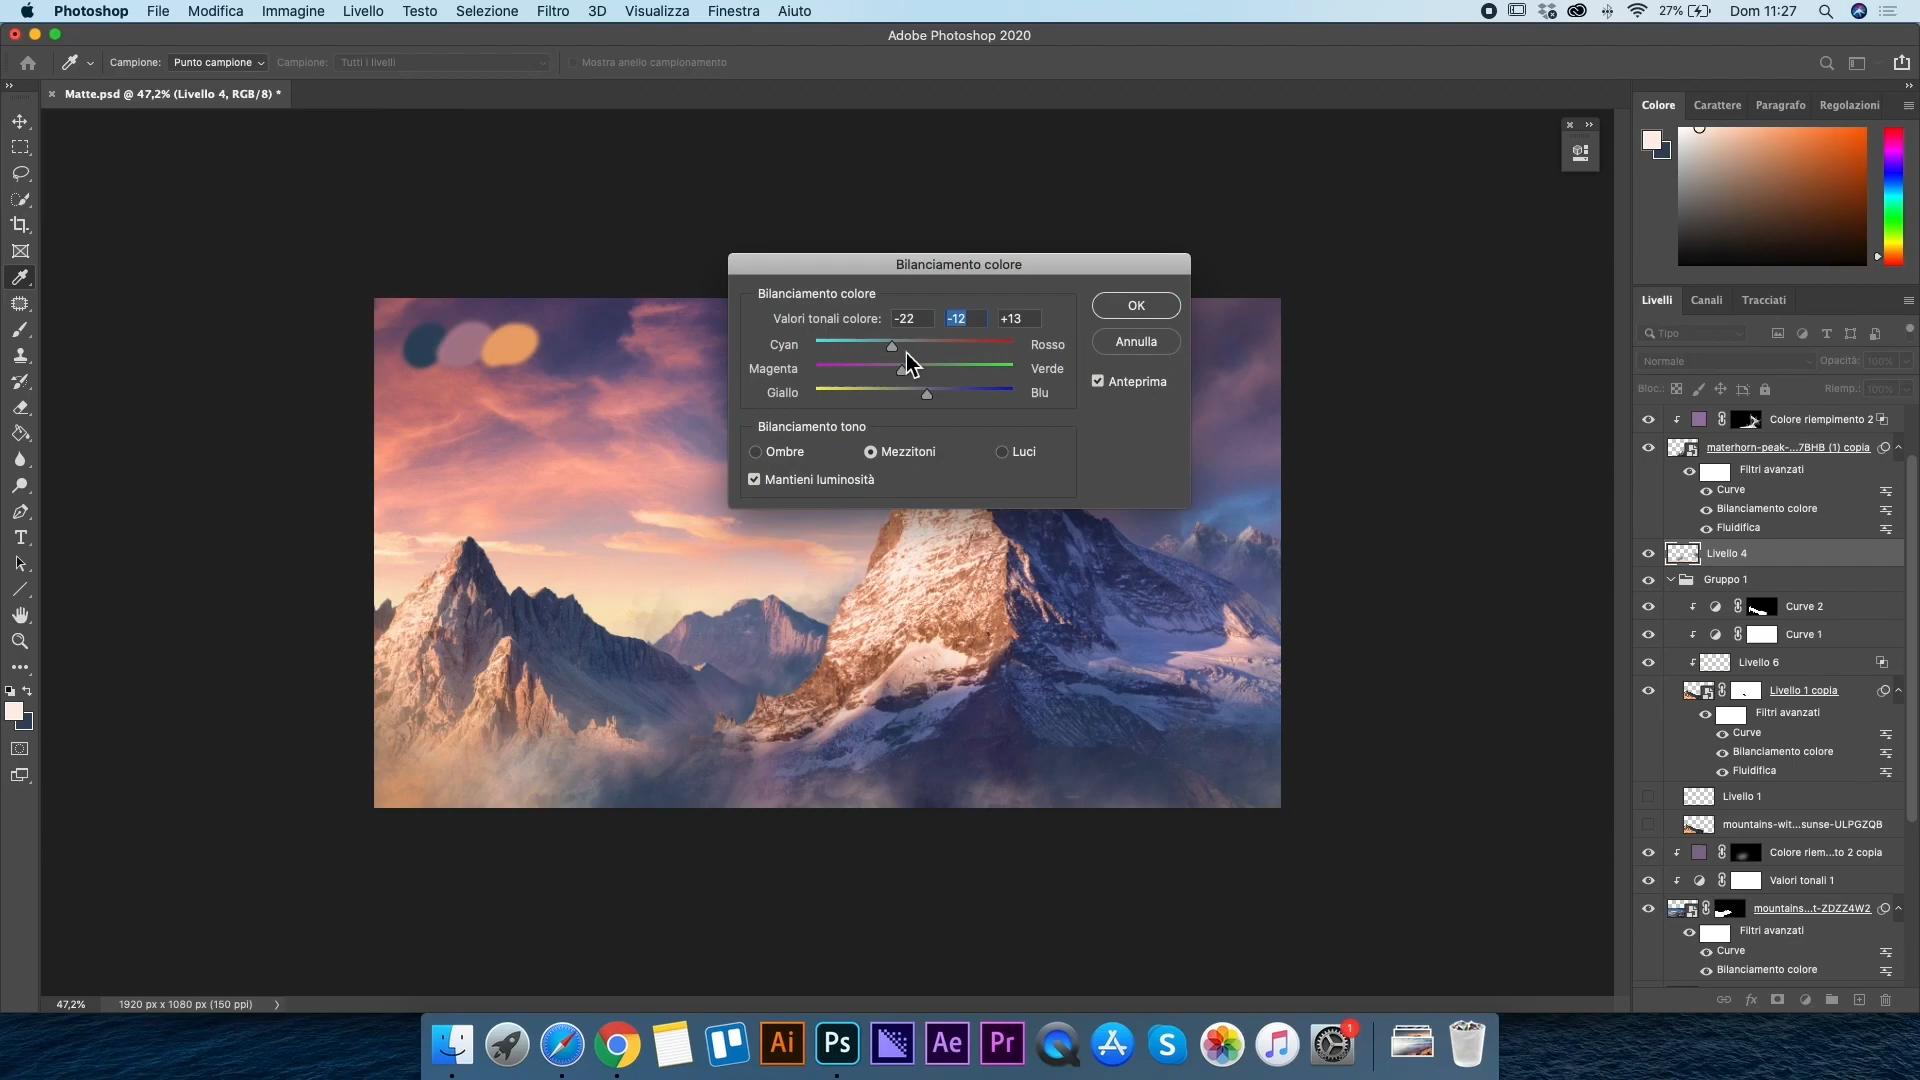 Photoshop File Modifica Immagine Livello Testo Selezione Filtro 3D Visualizza Finestra Aiuto 27% Dom 11:27
Adobe Photoshop 2020
Campione: Punto campione Campione: Tutti i livelli Mostra anello campionamento
Matte.psd @ 47,2% (Livello 4, RGB/8) *
Colore Carattere Paragrafo Regolazioni
Bilanciamento colore
Bilanciamento colore
Valori tonali colore: -22 -12 +13
Cyan Rosso
Magenta Verde
Giallo Blu
OK
Annulla
Anteprima
Bilanciamento tono
Ombre Mezzitoni Luci
Mantieni luminosità
Livelli Canali Tracciati
Tipo
Normale Opacità: 100%
Bloc.: Riemp.: 100%
Colore riempimento 2
materhorn-peak-...7BHB (1) copia
Filtri avanzati
Curve
Bilanciamento colore
Fluidifica
Livello 4
Gruppo 1
Curve 2
Curve 1
Livello 6
Livello 1 copia
Filtri avanzati
Curve
Bilanciamento colore
Fluidifica
Livello 1
mountains-wit...sunse-ULPGZQB
Colore riem...to 2 copia
Valori tonali 1
mountains...t-ZDZZ4W2
Filtri avanzati
Curve
Bilanciamento colore
47,2% 1920 px x 1080 px (150 ppi)
Ai Ps Ae Pr 1